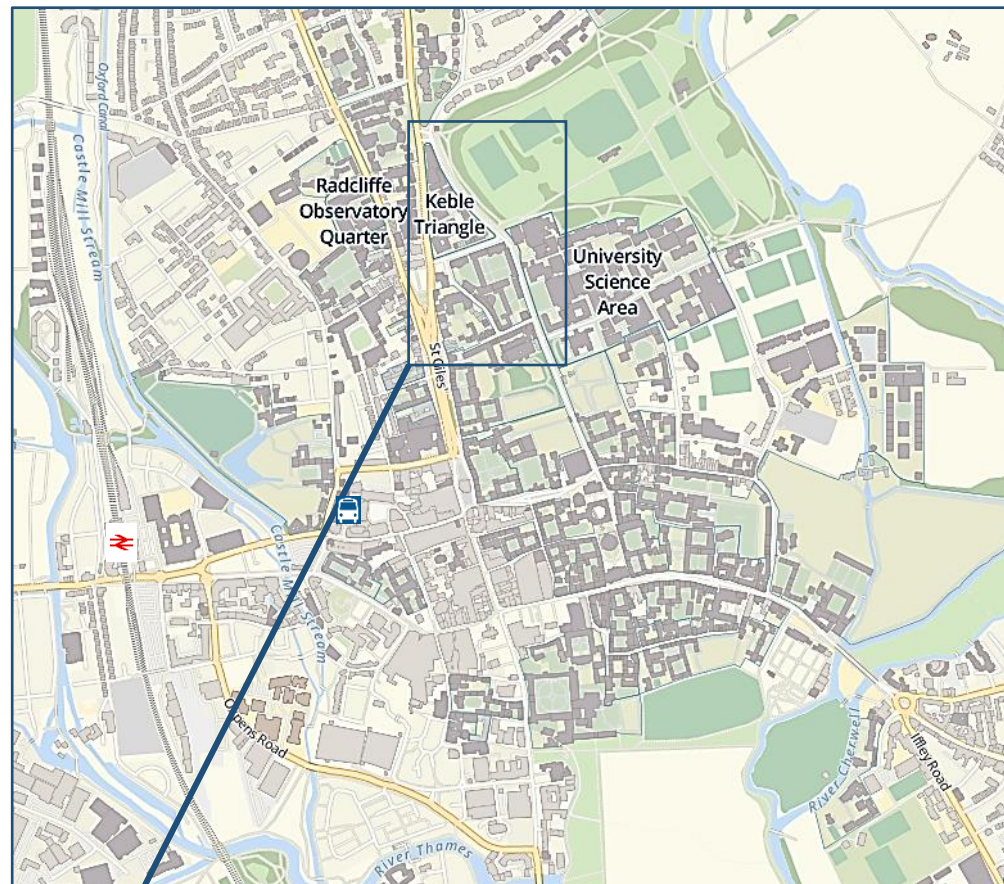 Oxford Canal
Castle Mill Stream
Radcliffe
Observatory
Quarter
Keble
Triangle
University
Science
Area
St Giles'
Castle Mill Stream
Oxpens Road
River Thames
River Cherwell
Iffley Road